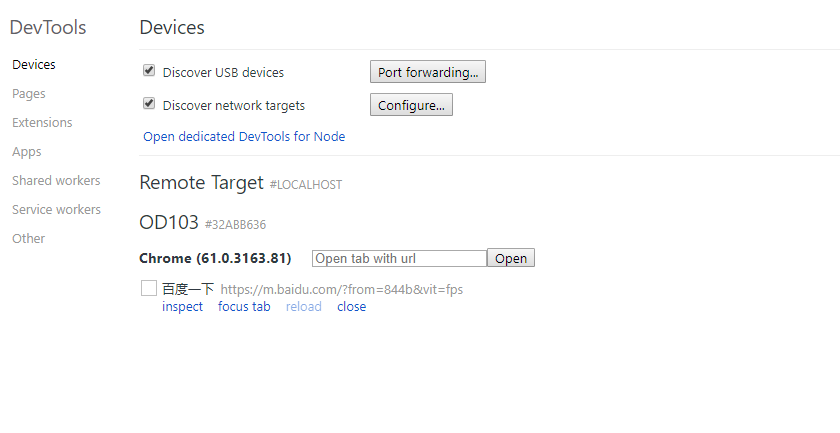 DevTools
Devices
Pages
Extensions
Apps
Shared workers
Service workers
Other
Devices
Discover USB devices Port forwarding...
Discover network targets Configure...
Open dedicated DevTools for Node
Remote Target #LOCALHOST
OD103 #32ABB636
Chrome (61.0.3163.81) Open tab with url Open
百度一下 https://m.baidu.com/?from=844b&vit=fps
inspect focus tab reload close